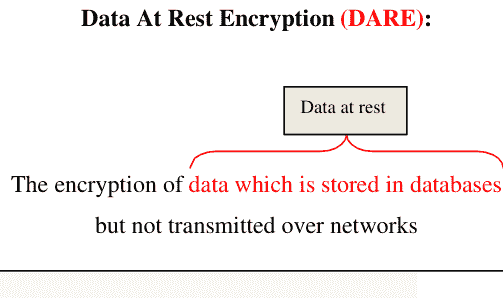 Data At Rest Encryption (DARE):
Data at rest
The encryption of data which is stored in databases
but not transmitted over networks